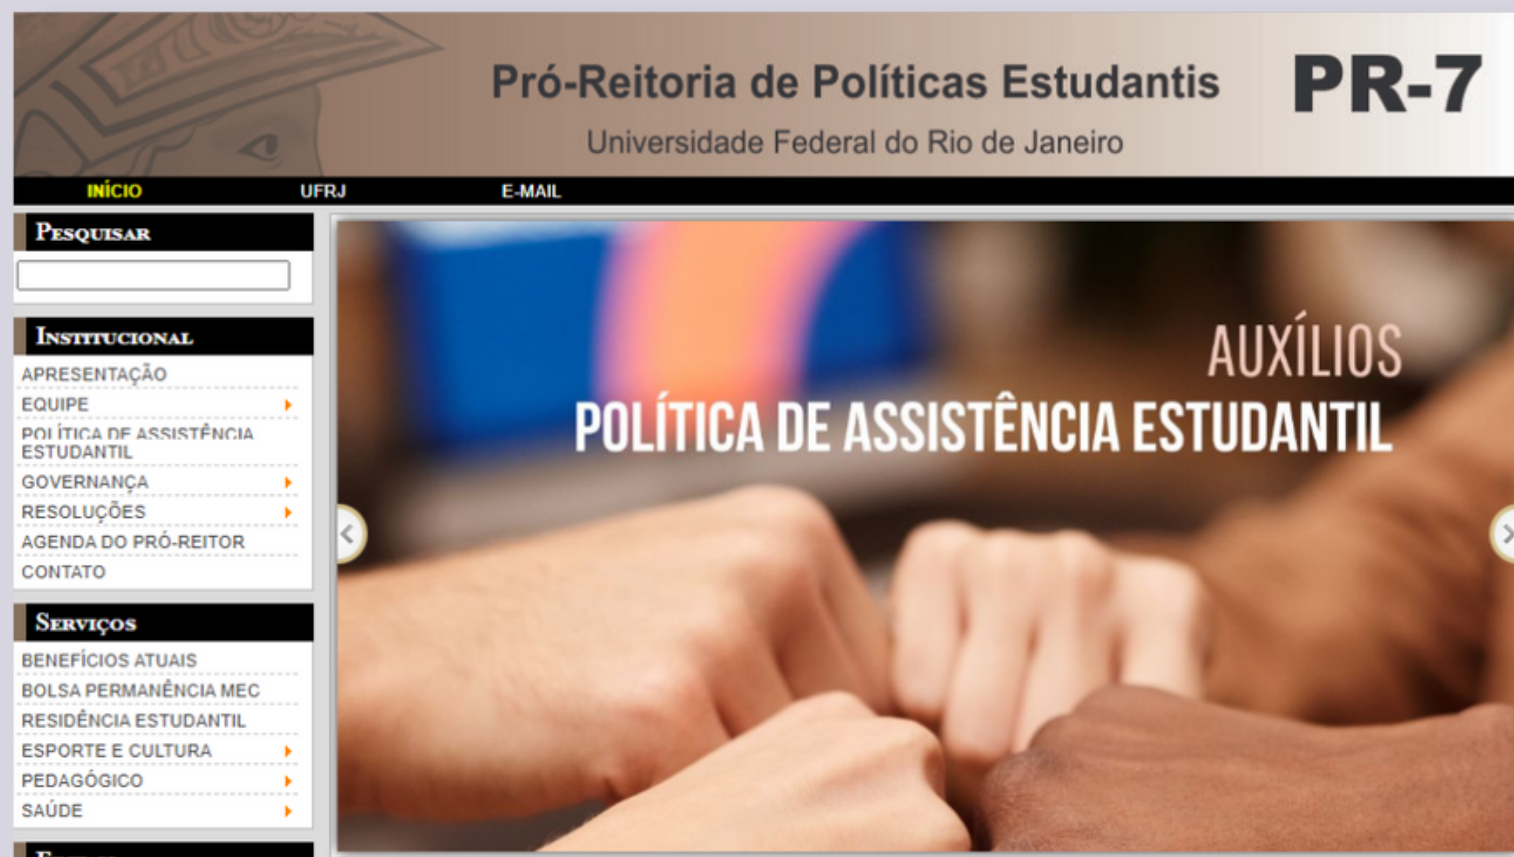 Pró-Reitoria de Políticas Estudantis
PR-7
Universidade Federal do Rio de Janeiro
INÍCIO
UFRJ
E-MAIL
PESQUISAR
INSTITUCIONAL
APRESENTAÇÃO
EQUIPE
POLÍTICA DE ASSISTÊNCIA
ESTUDANTIL
GOVERNANÇA
RESOLUÇÕES
AGENDA DO PRÓ-REITOR
CONTATO
SERVIÇOS
BENEFÍCIOS ATUAIS
BOLSA PERMANÊNCIA MEC
RESIDÊNCIA ESTUDANTIL
ESPORTE E CULTURA
PEDAGÓGICO
SAÚDE
AUXÍLIOS
POLÍTICA DE ASSISTÊNCIA ESTUDANTIL